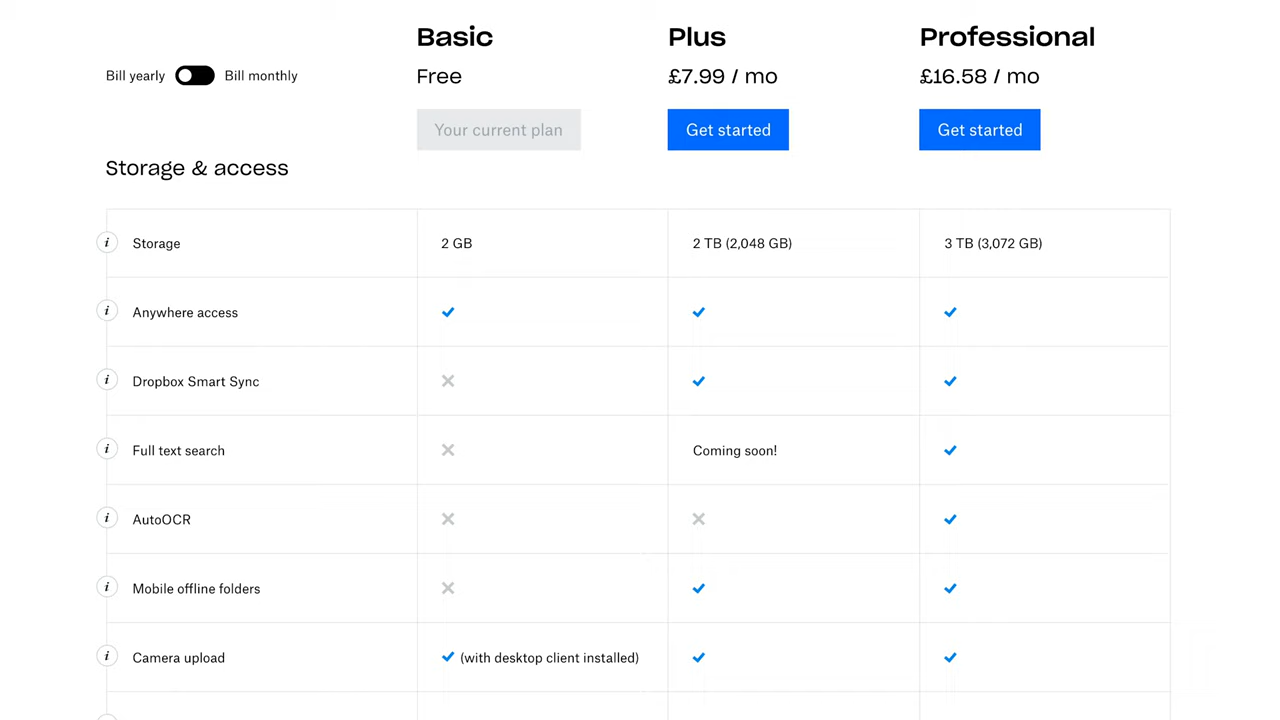 Basic Plus Professional
Bill yearly Bill monthly Free £7.99 / mo £16.58 / mo
Your current plan Get started Get started
Storage & access
i Storage 2 GB 2 TB (2,048 GB) 3 TB (3,072 GB)
i Anywhere access
i Dropbox Smart Sync
i Full text search Coming soon!
i AutoOCR
i Mobile offline folders
i Camera upload (with desktop client installed)